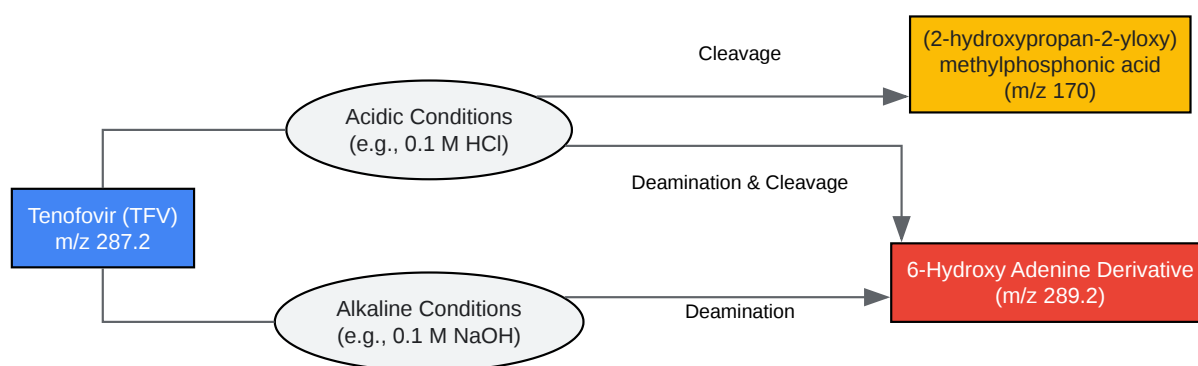 Tenofovir (TFV)
m/z 287.2
Acidic Conditions
(e.g., 0.1 M HCl)
Alkaline Conditions
(e.g., 0.1 M NaOH)
Cleavage
Deamination & Cleavage
Deamination
(2-hydroxypropan-2-yloxy)
methylphosphonic acid
(m/z 170)
6-Hydroxy Adenine Derivative
(m/z 289.2)